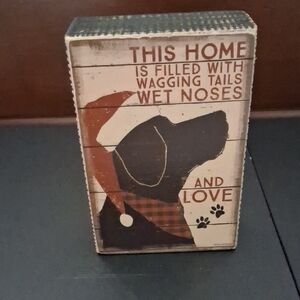 THIS HOME
IS FILLED WITH
WAGGING TAILS
WET NOSES
AND
LOVE